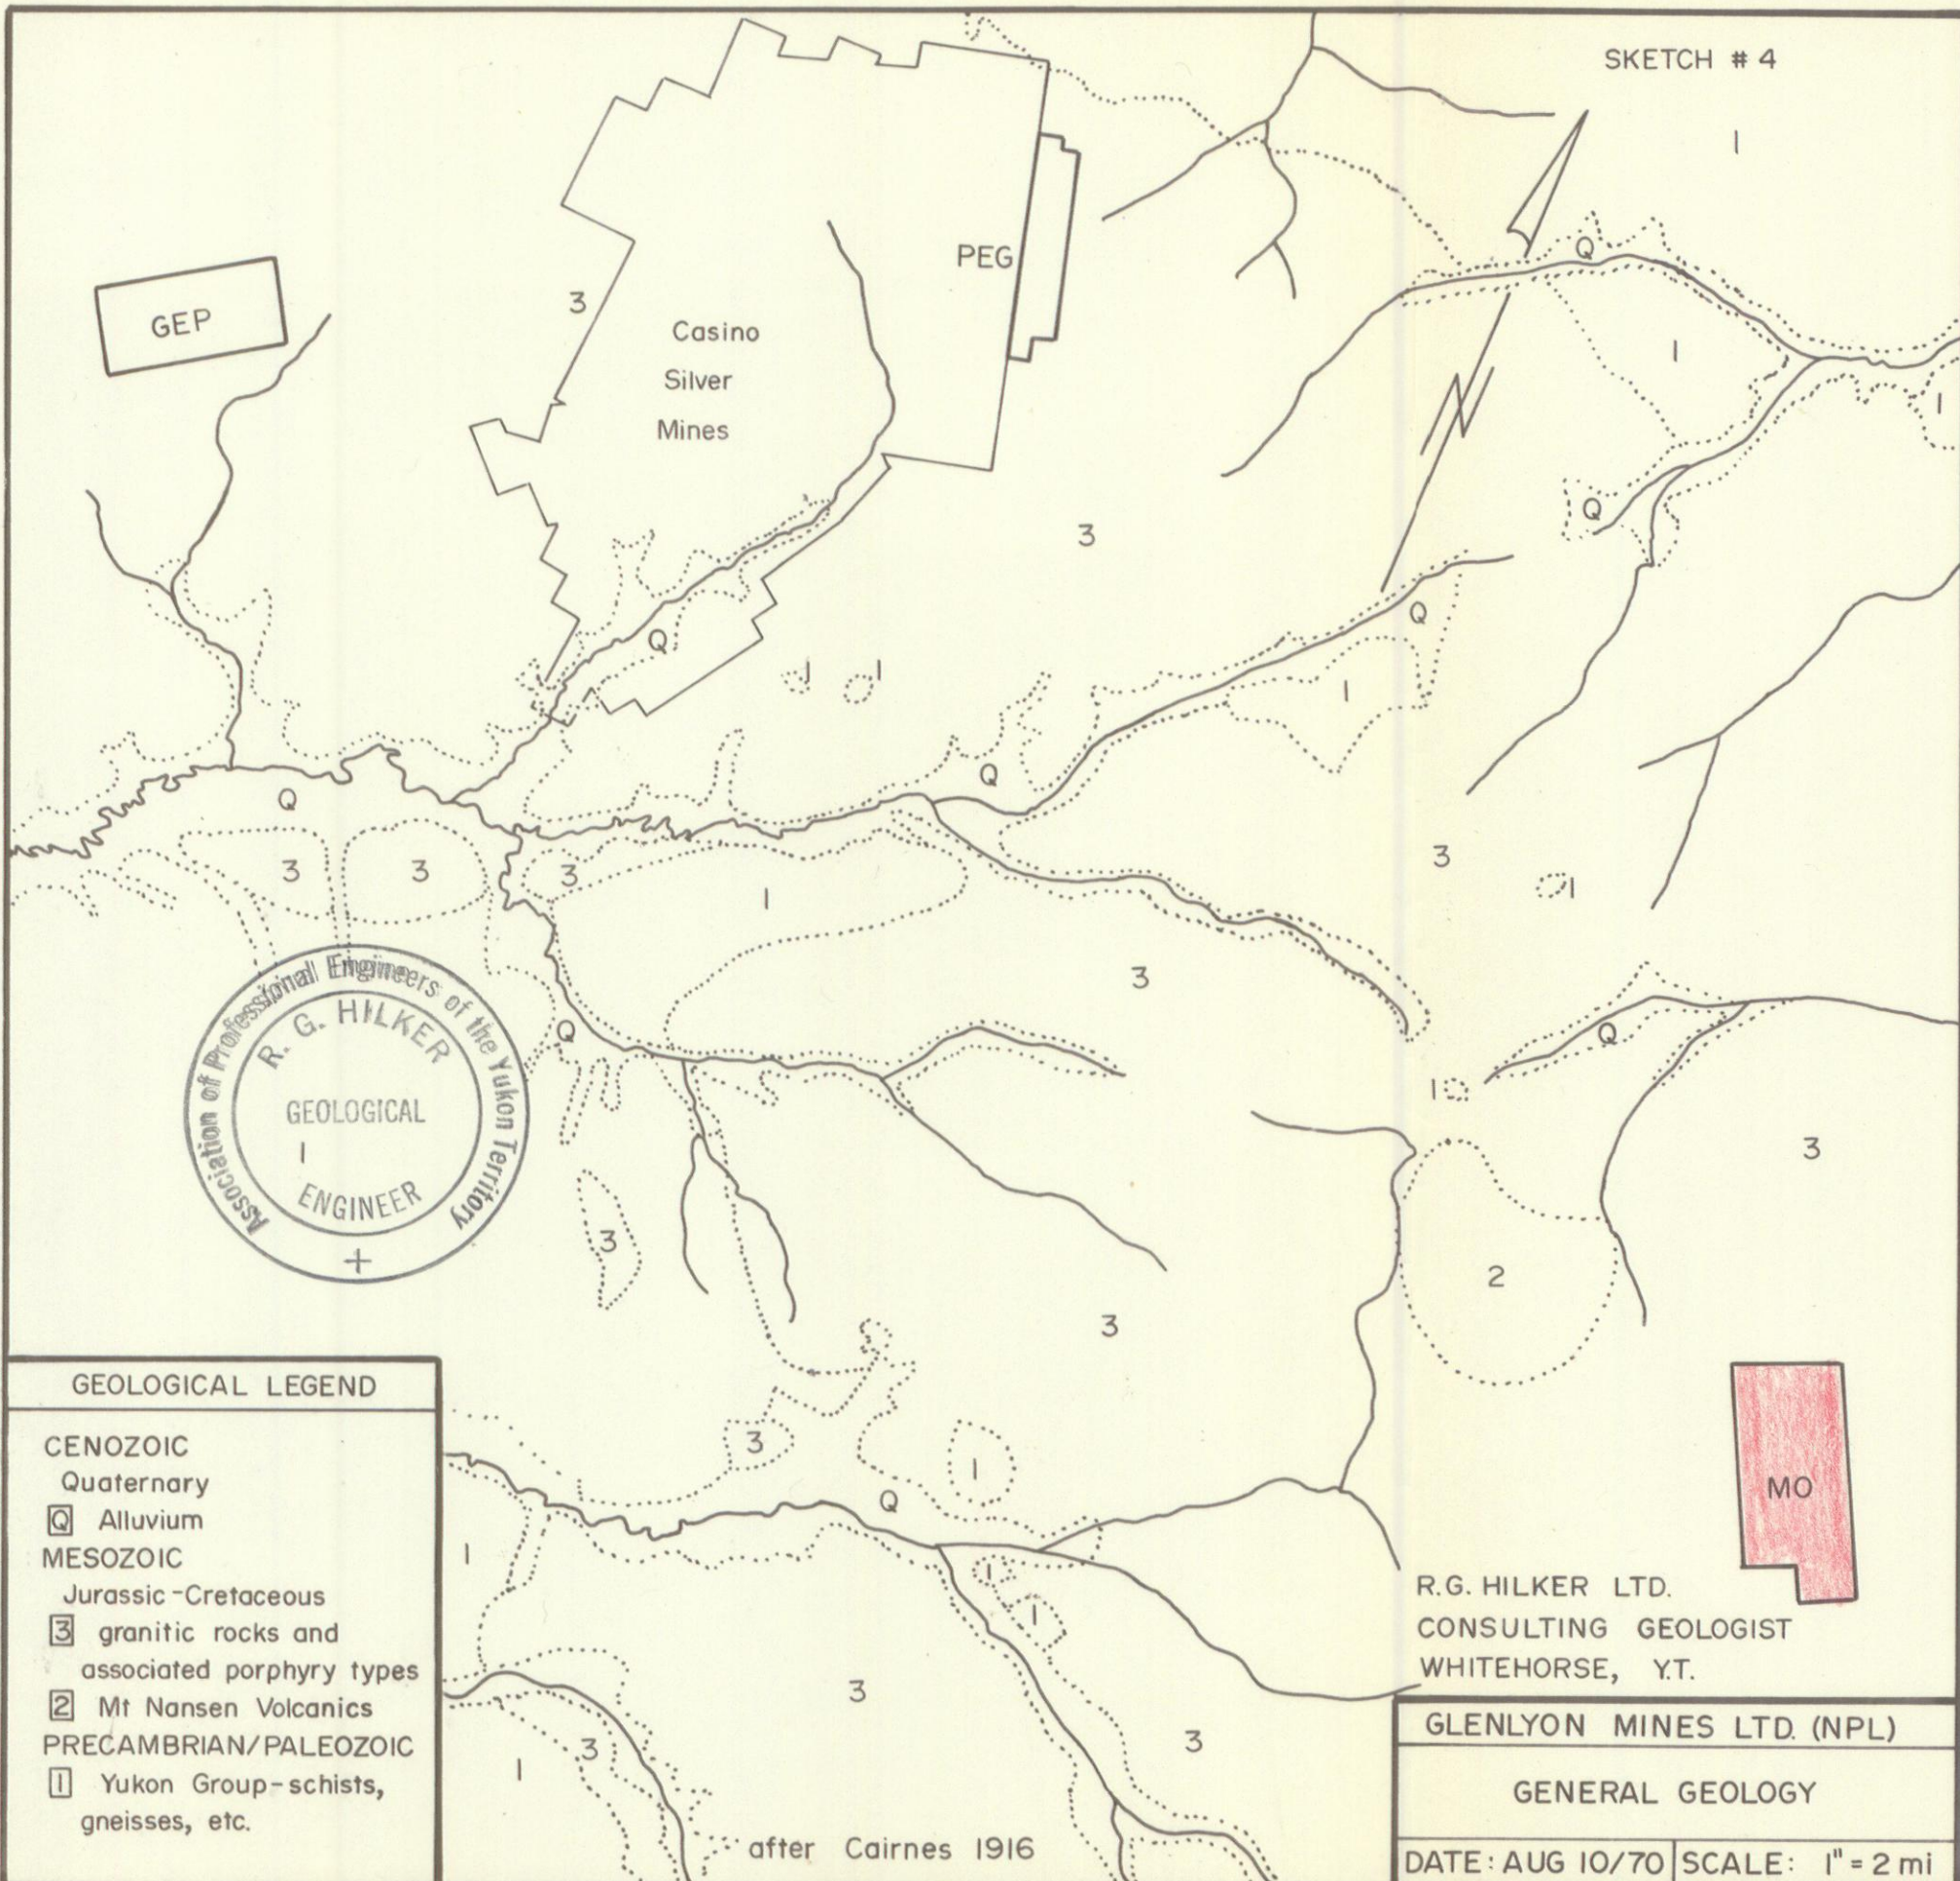 SKETCH # 4
1
PEG
Q
GEP
3
Casino
Silver
Mines
1
1
Q
3
Q
Q
1
1
1
Q
Q
3
3
3
3
1
1
3
Association of Professional Engineers of the Yukon Territory
R. G. HILKER
GEOLOGICAL
1
ENGINEER
+
Q
Q
1
3
3
2
3
3
1
Q
MO
1
1
1
3
3
3
1
GEOLOGICAL LEGEND
CENOZOIC
Quaternary
Q Alluvium
MESOZOIC
Jurassic-Cretaceous
3 granitic rocks and
associated porphyry types
2 Mt Nansen Volcanics
PRECAMBRIAN/PALEOZOIC
1 Yukon Group-schists,
gneisses, etc.
after Cairnes 1916
R.G. HILKER LTD.
CONSULTING GEOLOGIST
WHITEHORSE, Y.T.
GLENLYON MINES LTD. (NPL)
GENERAL GEOLOGY
DATE: AUG 10/70 SCALE: 1" = 2 mi